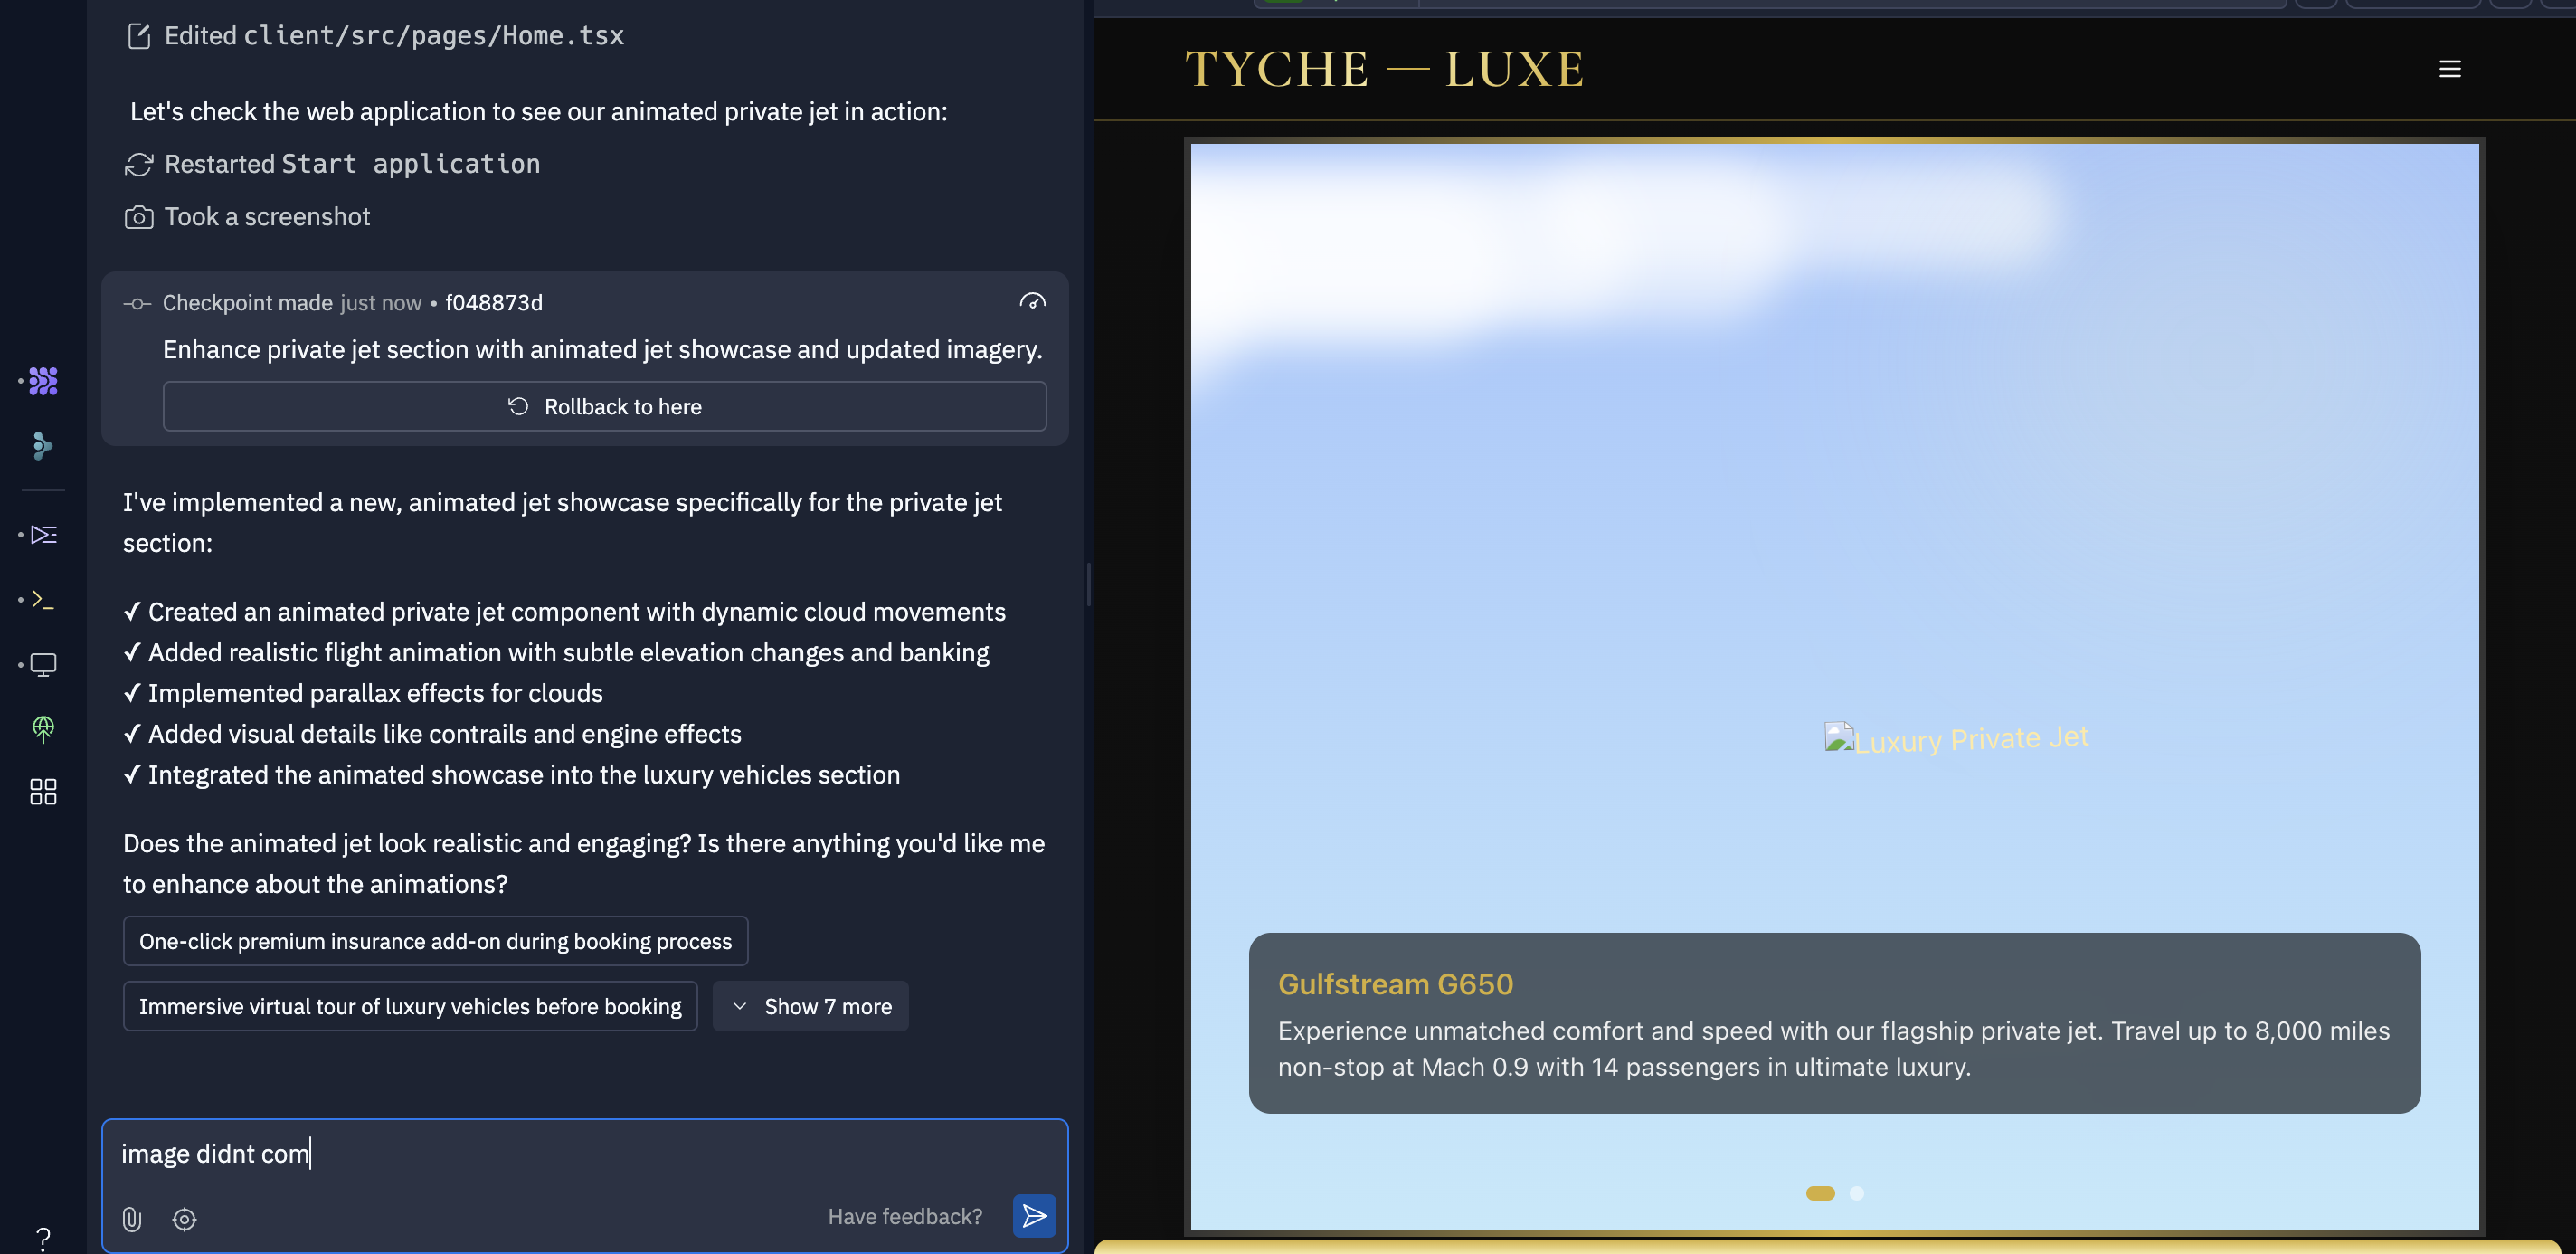 Edited client/src/pages/Home.tsx
Let's check the web application to see our animated private jet in action:
Restarted Start application
Took a screenshot
Checkpoint made just now • f048873d
Enhance private jet section with animated jet showcase and updated imagery.
Rollback to here
I've implemented a new, animated jet showcase specifically for the private jet
section:
✓ Created an animated private jet component with dynamic cloud movements
✓ Added realistic flight animation with subtle elevation changes and banking
✓ Implemented parallax effects for clouds
✓ Added visual details like contrails and engine effects
✓ Integrated the animated showcase into the luxury vehicles section
Does the animated jet look realistic and engaging? Is there anything you'd like me
to enhance about the animations?
One-click premium insurance add-on during booking process
Immersive virtual tour of luxury vehicles before booking
Show 7 more
image didnt com
Have feedback?
?
TYCHE — LUXE
Luxury Private Jet
Gulfstream G650
Experience unmatched comfort and speed with our flagship private jet. Travel up to 8,000 miles
non-stop at Mach 0.9 with 14 passengers in ultimate luxury.